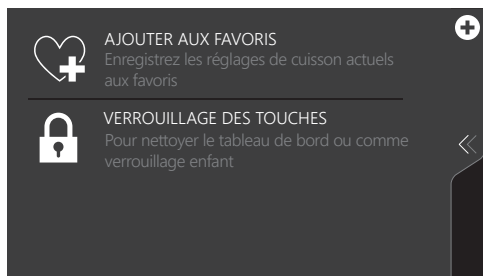 AJOUTER AUX FAVORIS
Enregistrez les réglages de cuisson actuels
aux favoris
VERROUILLAGE DES TOUCHES
Pour nettoyer le tableau de bord ou comme
verrouillage enfant